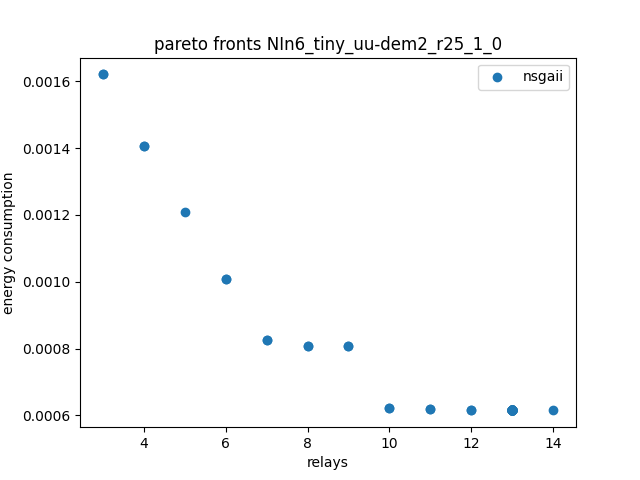 pareto fronts NIn6_tiny_uu-dem2_r25_1_0
nsgaii
energy consumption
0.0016
0.0014
0.0012
0.0010
0.0008
0.0006
4 6 8 10 12 14
relays